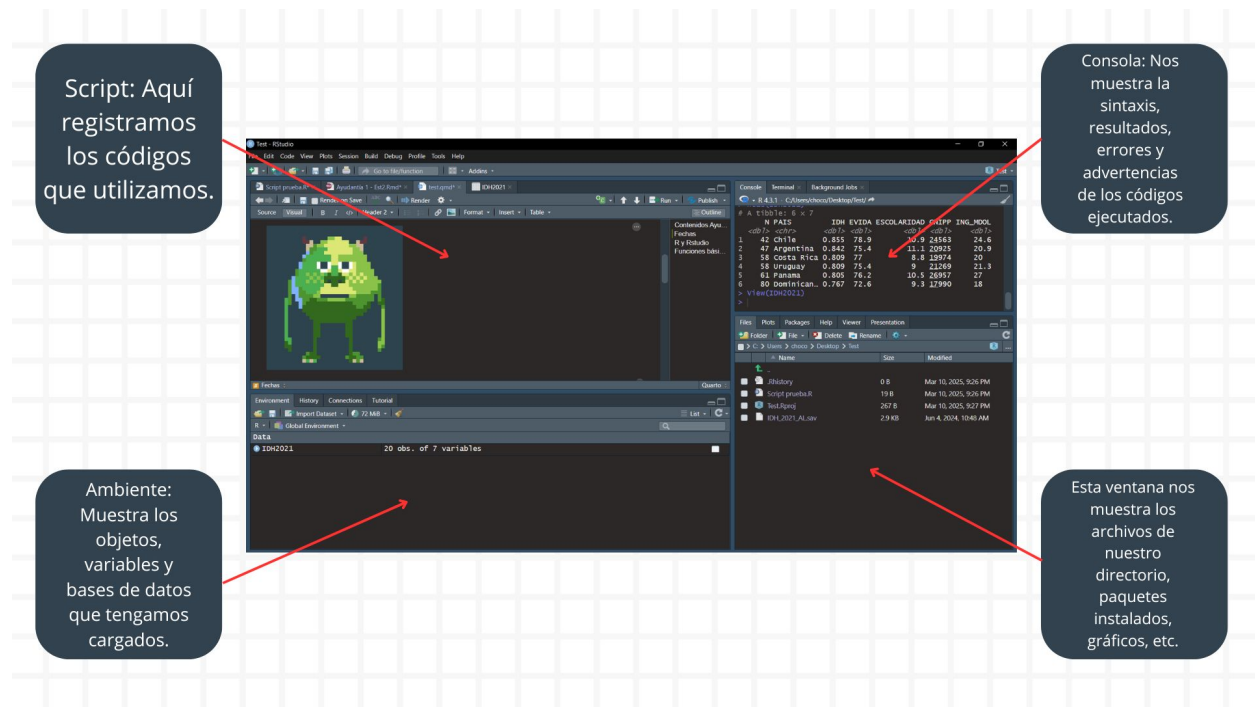 Script: Aquí
registramos
los códigos
que utilizamos.
Consola: Nos
muestra la
sintaxis,
resultados,
errores y
advertencias
de los códigos
ejecutados.
Test - RStudio
File Edit Code View Plots Session Build Debug Profile Tools Help
Go to file/function Addins
Test
Script prueba.R* Ayudantía 1 - Est2.Rmd* test.qmd* IDH2021
Render on Save Render Run Publish
Source Visual B I Header 2 Format Insert Table Outline
Contenidos Ayu...
Fechas
R y Rstudio
Funciones bási...
Fechas Quarto
Environment History Connections Tutorial
Import Dataset 72 MiB List
R Global Environment
Data
IDH2021 20 obs. of 7 variables
Console Terminal Background Jobs
R 4.3.1 · C:/Users/choco/Desktop/Test/
# A tibble: 6 × 7
N PAIS IDH EVIDA ESCOLARIDAD GNIPP ING_MDOL
<dbl> <chr> <dbl> <dbl> <dbl> <dbl> <dbl>
1 42 Chile 0.855 78.9 10.9 24563 24.6
2 47 Argentina 0.842 75.4 11.1 20925 20.9
3 58 Costa Rica 0.809 77 8.8 19974 20
4 58 Uruguay 0.809 75.4 9 21269 21.3
5 61 Panama 0.805 76.2 10.5 26957 27
6 80 Dominican… 0.767 72.6 9.3 17990 18
> View(IDH2021)
>
Files Plots Packages Help Viewer Presentation
Folder File Delete Rename
C: > Users > choco > Desktop > Test
Name Size Modified
..
.Rhistory 0 B Mar 10, 2025, 9:26 PM
Script prueba.R 19 B Mar 10, 2025, 9:26 PM
Test.Rproj 267 B Mar 10, 2025, 9:27 PM
IDH_2021_AL.sav 2.9 KB Jun 4, 2024, 10:48 AM
Ambiente:
Muestra los
objetos,
variables y
bases de datos
que tengamos
cargados.
Esta ventana nos
muestra los
archivos de
nuestro
directorio,
paquetes
instalados,
gráficos, etc.